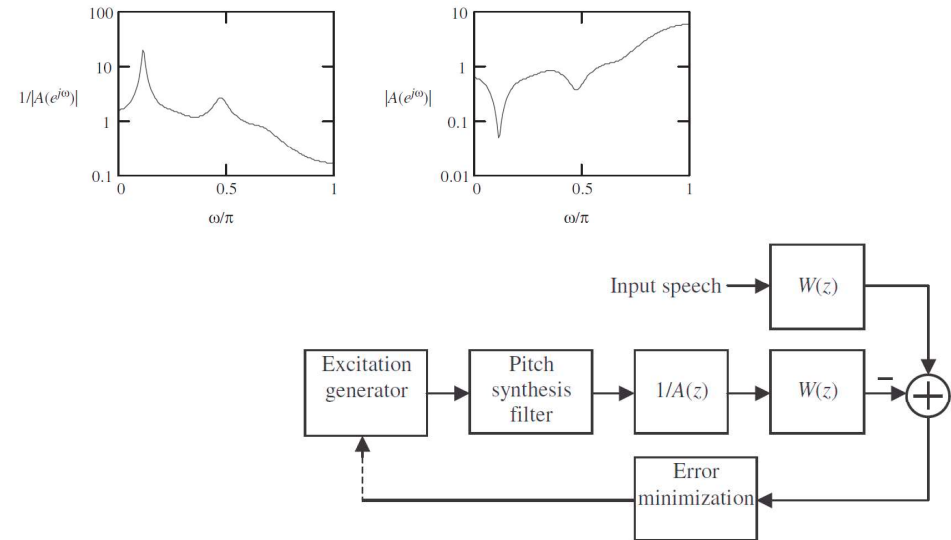 100
10
1
0.1
1/|A(e^{jω})|
0 0.5 1
ω/π
10
1
0.1
0.01
|A(e^{jω})|
0 0.5 1
ω/π
Input speech
W(z)
Excitation
generator
Pitch
synthesis
filter
1/A(z)
W(z)
−
+
Error
minimization